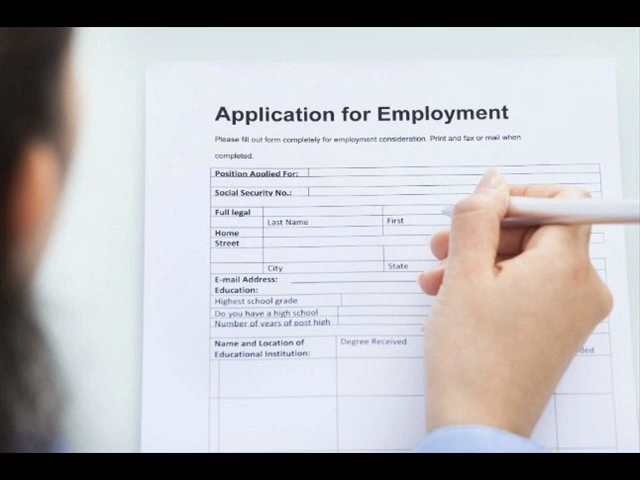 Application for Employment
Please fill out form completely for employment consideration. Print and fax or mail when
completed.
Position Applied For:
Social Security No.:
Full legal
Last Name First
Home
Street
City State
E-mail Address:
Education:
Highest school grade
Do you have a high school
Number of years of post high
Name and Location of Degree Received
Educational Institution: